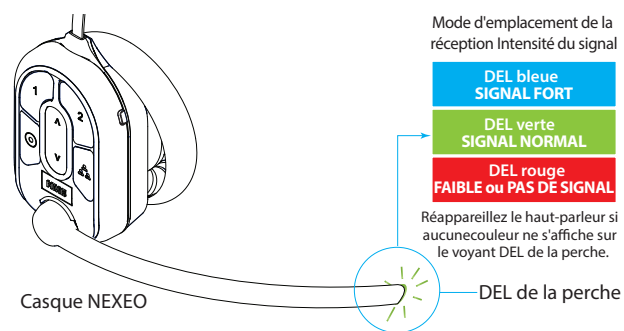 Mode d'emplacement de la
réception Intensité du signal
DEL bleue
SIGNAL FORT
DEL verte
SIGNAL NORMAL
DEL rouge
FAIBLE ou PAS DE SIGNAL
Réappareillez le haut-parleur si
aucunecouleur ne s'affiche sur
le voyant DEL de la perche.
1
2
HME
DEL de la perche
Casque NEXEO